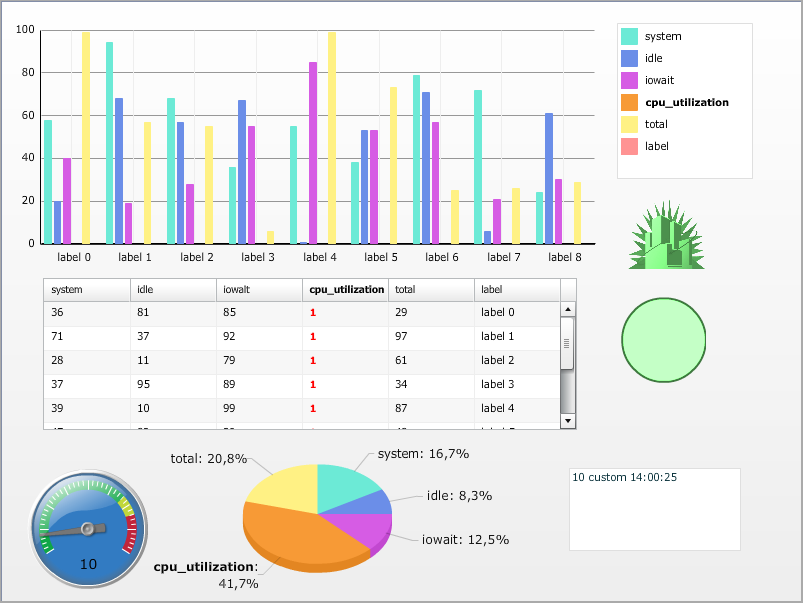 100
80
60
40
20
0
label 0 label 1 label 2 label 3 label 4 label 5 label 6 label 7 label 8
system
idle
iowait
cpu_utilization
total
label
system idle iowait cpu_utilization total label
36 81 85 1 29 label 0
71 37 92 1 97 label 1
28 11 79 1 61 label 2
37 95 89 1 34 label 3
39 10 99 1 87 label 4
total: 20,8%
system: 16,7%
idle: 8,3%
iowait: 12,5%
cpu_utilization:
41,7%
10
10 custom 14:00:25